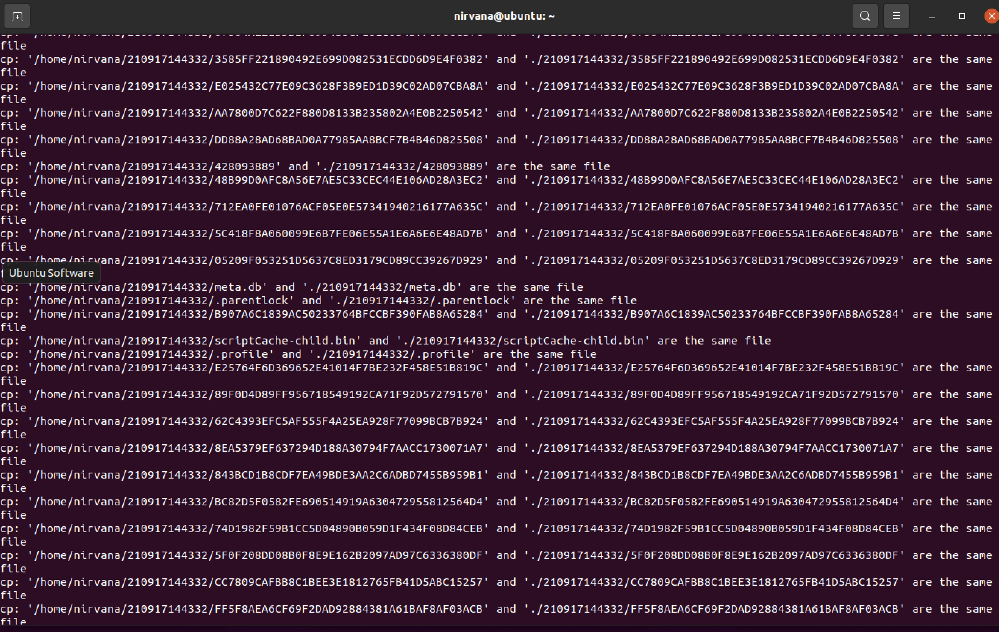 nirvana@ubuntu: ~
are the same
file
cp: '/home/nirvana/210917144332/3585FF221890492E699D082531ECDD6D9E4F0382' and './210917144332/3585FF221890492E699D082531ECDD6D9E4F0382' are the same
file
cp: '/home/nirvana/210917144332/E025432C77E09C3628F3B9ED1D39C02AD07CBA8A' and './210917144332/E025432C77E09C3628F3B9ED1D39C02AD07CBA8A' are the same
file
cp: '/home/nirvana/210917144332/AA7800D7C622F880D8133B235802A4E0B2250542' and './210917144332/AA7800D7C622F880D8133B235802A4E0B2250542' are the same
file
cp: '/home/nirvana/210917144332/DD88A28AD68BAD0A77985AA8BCF7B4B46D825508' and './210917144332/DD88A28AD68BAD0A77985AA8BCF7B4B46D825508' are the same
file
cp: '/home/nirvana/210917144332/428093889' and './210917144332/428093889' are the same file
cp: '/home/nirvana/210917144332/48B99D0AFC8A56E7AE5C33CEC44E106AD28A3EC2' and './210917144332/48B99D0AFC8A56E7AE5C33CEC44E106AD28A3EC2' are the same
file
cp: '/home/nirvana/210917144332/712EA0FE01076ACF05E0E57341940216177A635C' and './210917144332/712EA0FE01076ACF05E0E57341940216177A635C' are the same
file
cp: '/home/nirvana/210917144332/5C418F8A060099E6B7FE06E55A1E6A6E6E48AD7B' and './210917144332/5C418F8A060099E6B7FE06E55A1E6A6E6E48AD7B' are the same
file
cp: '/home/nirvana/210917144332/05209F053251D5637C8ED3179CD89CC39267D929' and './210917144332/05209F053251D5637C8ED3179CD89CC39267D929' are the same
Ubuntu Software
cp: '/home/nirvana/210917144332/meta.db' and './210917144332/meta.db' are the same file
cp: '/home/nirvana/210917144332/.parentlock' and './210917144332/.parentlock' are the same file
cp: '/home/nirvana/210917144332/B907A6C1839AC50233764BFCCBF390FAB8A65284' and './210917144332/B907A6C1839AC50233764BFCCBF390FAB8A65284' are the same
file
cp: '/home/nirvana/210917144332/scriptCache-child.bin' and './210917144332/scriptCache-child.bin' are the same file
cp: '/home/nirvana/210917144332/.profile' and './210917144332/.profile' are the same file
cp: '/home/nirvana/210917144332/E25764F6D369652E41014F7BE232F458E51B819C' and './210917144332/E25764F6D369652E41014F7BE232F458E51B819C' are the same
file
cp: '/home/nirvana/210917144332/89F0D4D89FF956718549192CA71F92D572791570' and './210917144332/89F0D4D89FF956718549192CA71F92D572791570' are the same
file
cp: '/home/nirvana/210917144332/62C4393EFC5AF555F4A25EA928F77099BCB7B924' and './210917144332/62C4393EFC5AF555F4A25EA928F77099BCB7B924' are the same
file
cp: '/home/nirvana/210917144332/8EA5379EF637294D188A30794F7AACC1730071A7' and './210917144332/8EA5379EF637294D188A30794F7AACC1730071A7' are the same
file
cp: '/home/nirvana/210917144332/843BCD1B8CDF7EA49BDE3AA2C6ADBD7455B959B1' and './210917144332/843BCD1B8CDF7EA49BDE3AA2C6ADBD7455B959B1' are the same
file
cp: '/home/nirvana/210917144332/BC82D5F0582FE690514919A630472955812564D4' and './210917144332/BC82D5F0582FE690514919A630472955812564D4' are the same
file
cp: '/home/nirvana/210917144332/74D1982F59B1CC5D04890B059D1F434F08D84CEB' and './210917144332/74D1982F59B1CC5D04890B059D1F434F08D84CEB' are the same
file
cp: '/home/nirvana/210917144332/5F0F208DD08B0F8E9E162B2097AD97C6336380DF' and './210917144332/5F0F208DD08B0F8E9E162B2097AD97C6336380DF' are the same
file
cp: '/home/nirvana/210917144332/CC7809CAFBB8C1BEE3E1812765FB41D5ABC15257' and './210917144332/CC7809CAFBB8C1BEE3E1812765FB41D5ABC15257' are the same
file
cp: '/home/nirvana/210917144332/FF5F8AEA6CF69F2DAD92884381A61BAF8AF03ACB' and './210917144332/FF5F8AEA6CF69F2DAD92884381A61BAF8AF03ACB' are the same
file